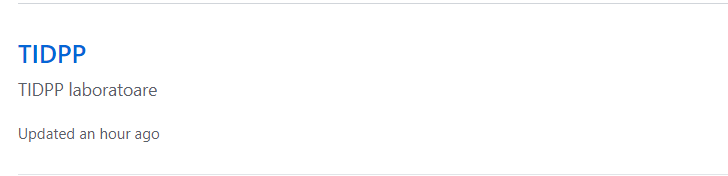 TIDPP
TIDPP laboratoare
Updated an hour ago